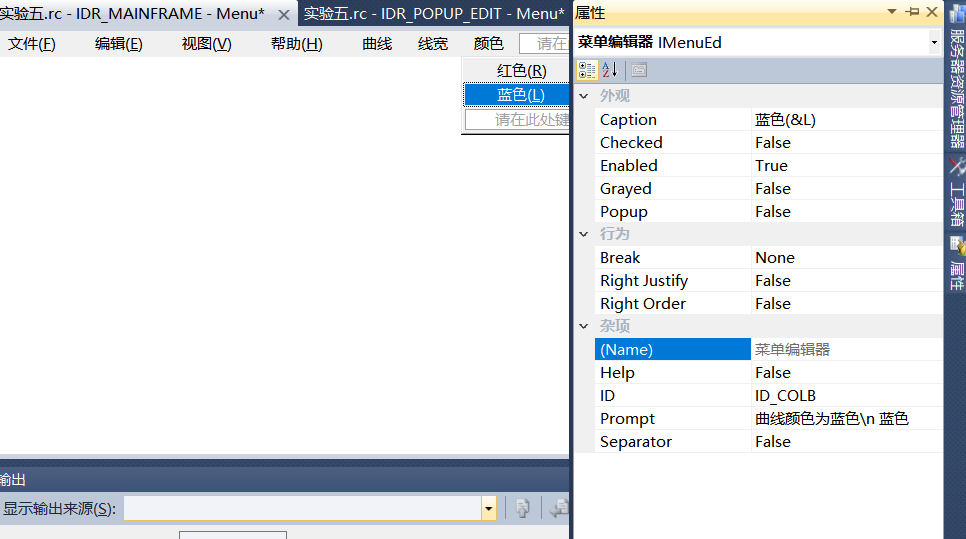 实验五.rc - IDR_MAINFRAME - Menu*
实验五.rc - IDR_POPUP_EDIT - Menu*
文件(F) 编辑(E) 视图(V) 帮助(H) 曲线 线宽 颜色 请在
红色(R)
蓝色(L)
请在此处键
输出
显示输出来源(S):
属性
菜单编辑器 IMenuEd
外观
Caption 蓝色(&L)
Checked False
Enabled True
Grayed False
Popup False
行为
Break None
Right Justify False
Right Order False
杂项
(Name) 菜单编辑器
Help False
ID ID_COLB
Prompt 曲线颜色为蓝色\n 蓝色
Separator False
服务器资源管理器
工具箱
属性